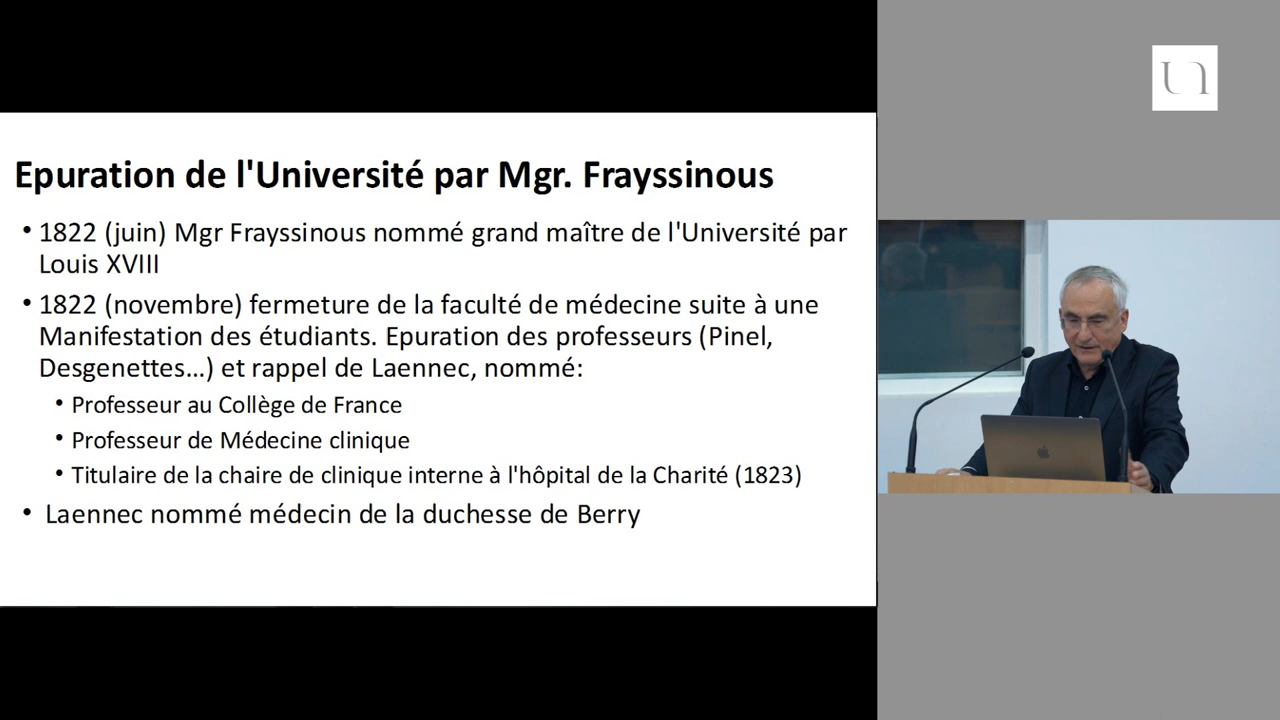 Epuration de l'Université par Mgr. Frayssinous
• 1822 (juin) Mgr Frayssinous nommé grand maître de l'Université par
Louis XVIII
• 1822 (novembre) fermeture de la faculté de médecine suite à une
Manifestation des étudiants. Epuration des professeurs (Pinel,
Desgenettes...) et rappel de Laennec, nommé:
• Professeur au Collège de France
• Professeur de Médecine clinique
• Titulaire de la chaire de clinique interne à l'hôpital de la Charité (1823)
• Laennec nommé médecin de la duchesse de Berry